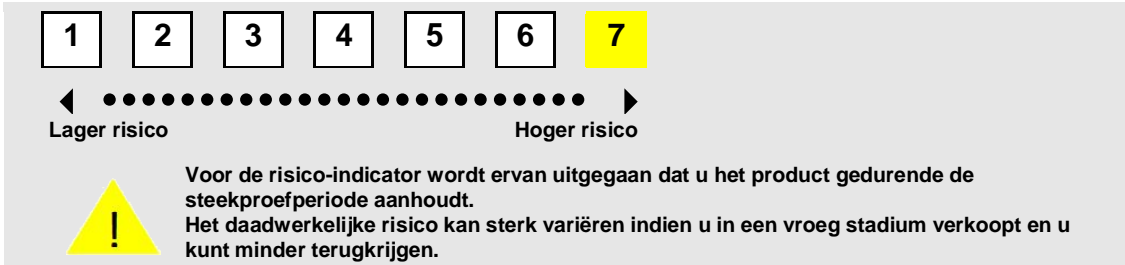 1 2 3 4 5 6 7
Lager risico Hoger risico
! Voor de risico-indicator wordt ervan uitgegaan dat u het product gedurende de
steekproefperiode aanhoudt.
Het daadwerkelijke risico kan sterk variëren indien u in een vroeg stadium verkoopt en u
kunt minder terugkrijgen.